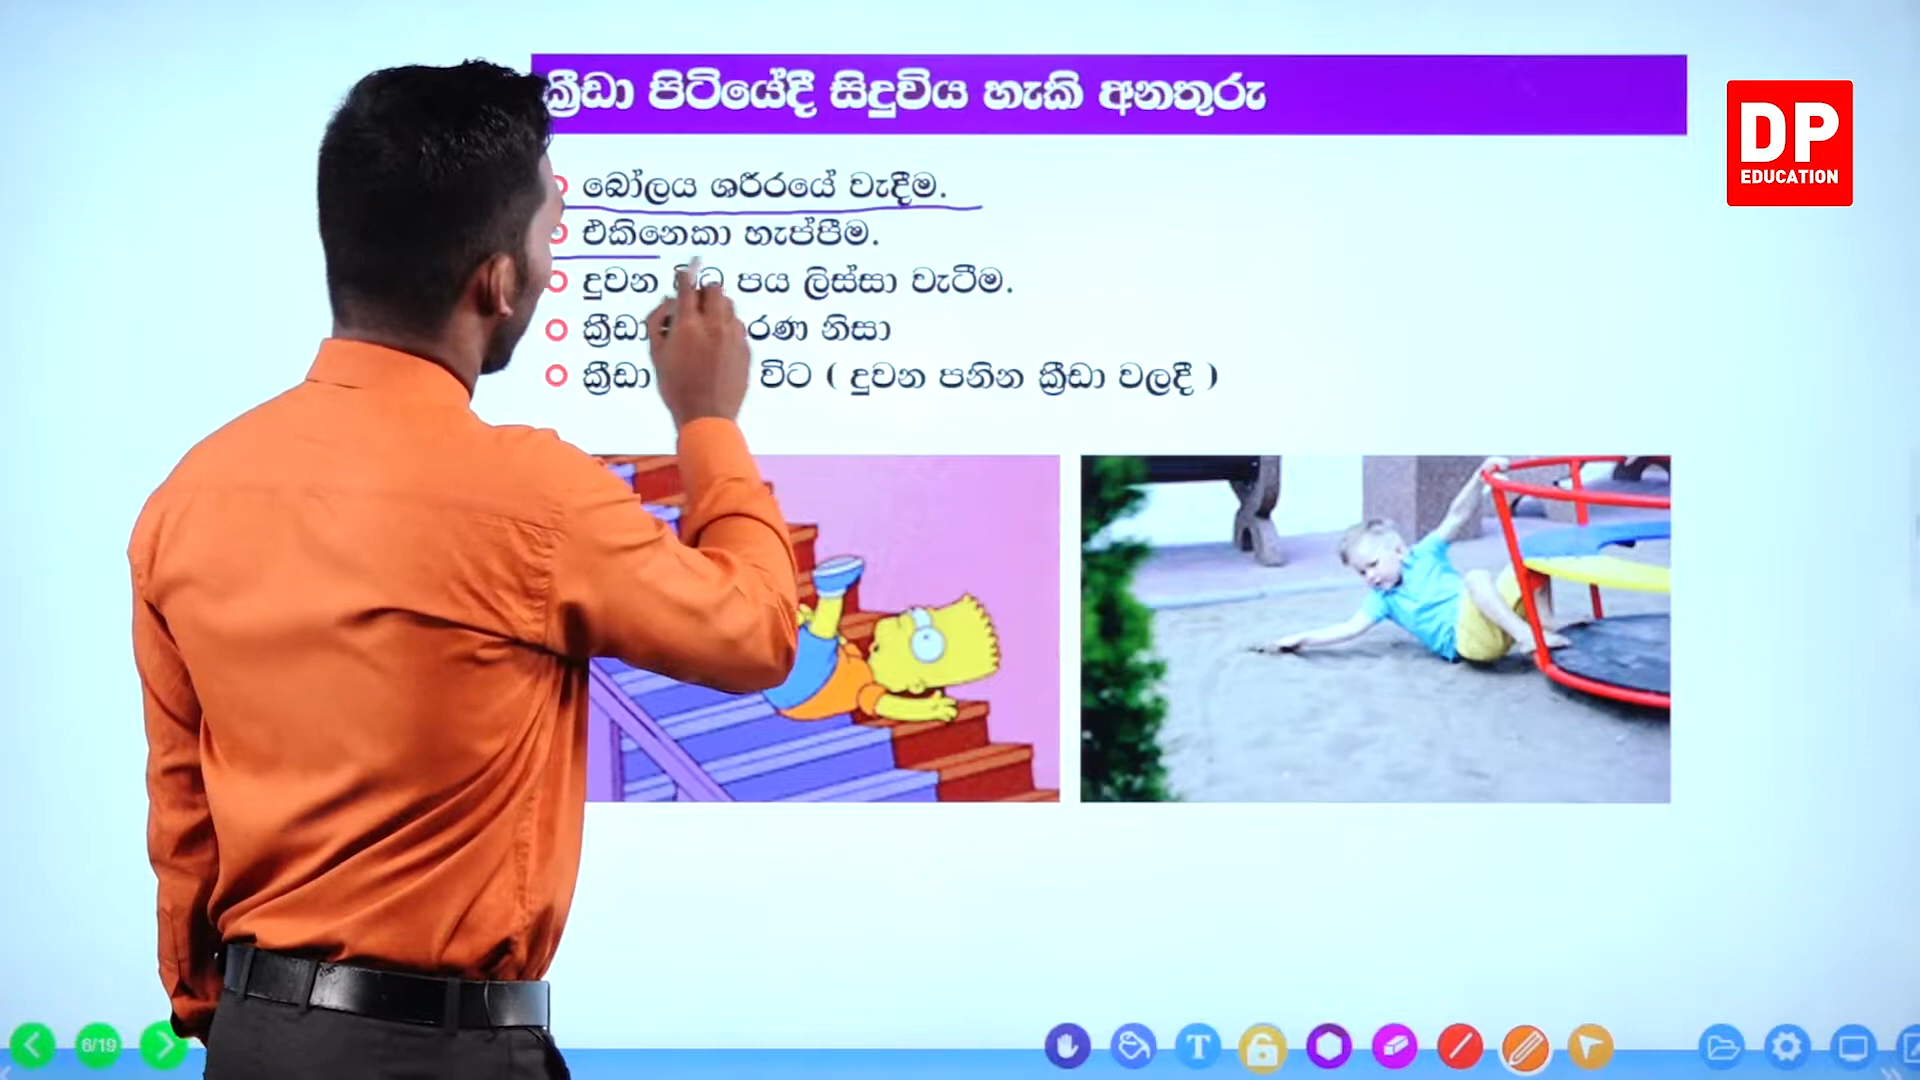 ක්‍රීඩා පිටියේදී සිදුවිය හැකි අනතුරු
DP
EDUCATION
බෝලය ශරීරයේ වැදීම.
එකිනෙකා හැප්පීම.
දුවන විට පය ලිස්සා වැටීම.
ක්‍රීඩා නිසා
ක්‍රීඩා විට ( දුවන පනින ක්‍රීඩා වලදී )
6/19
T